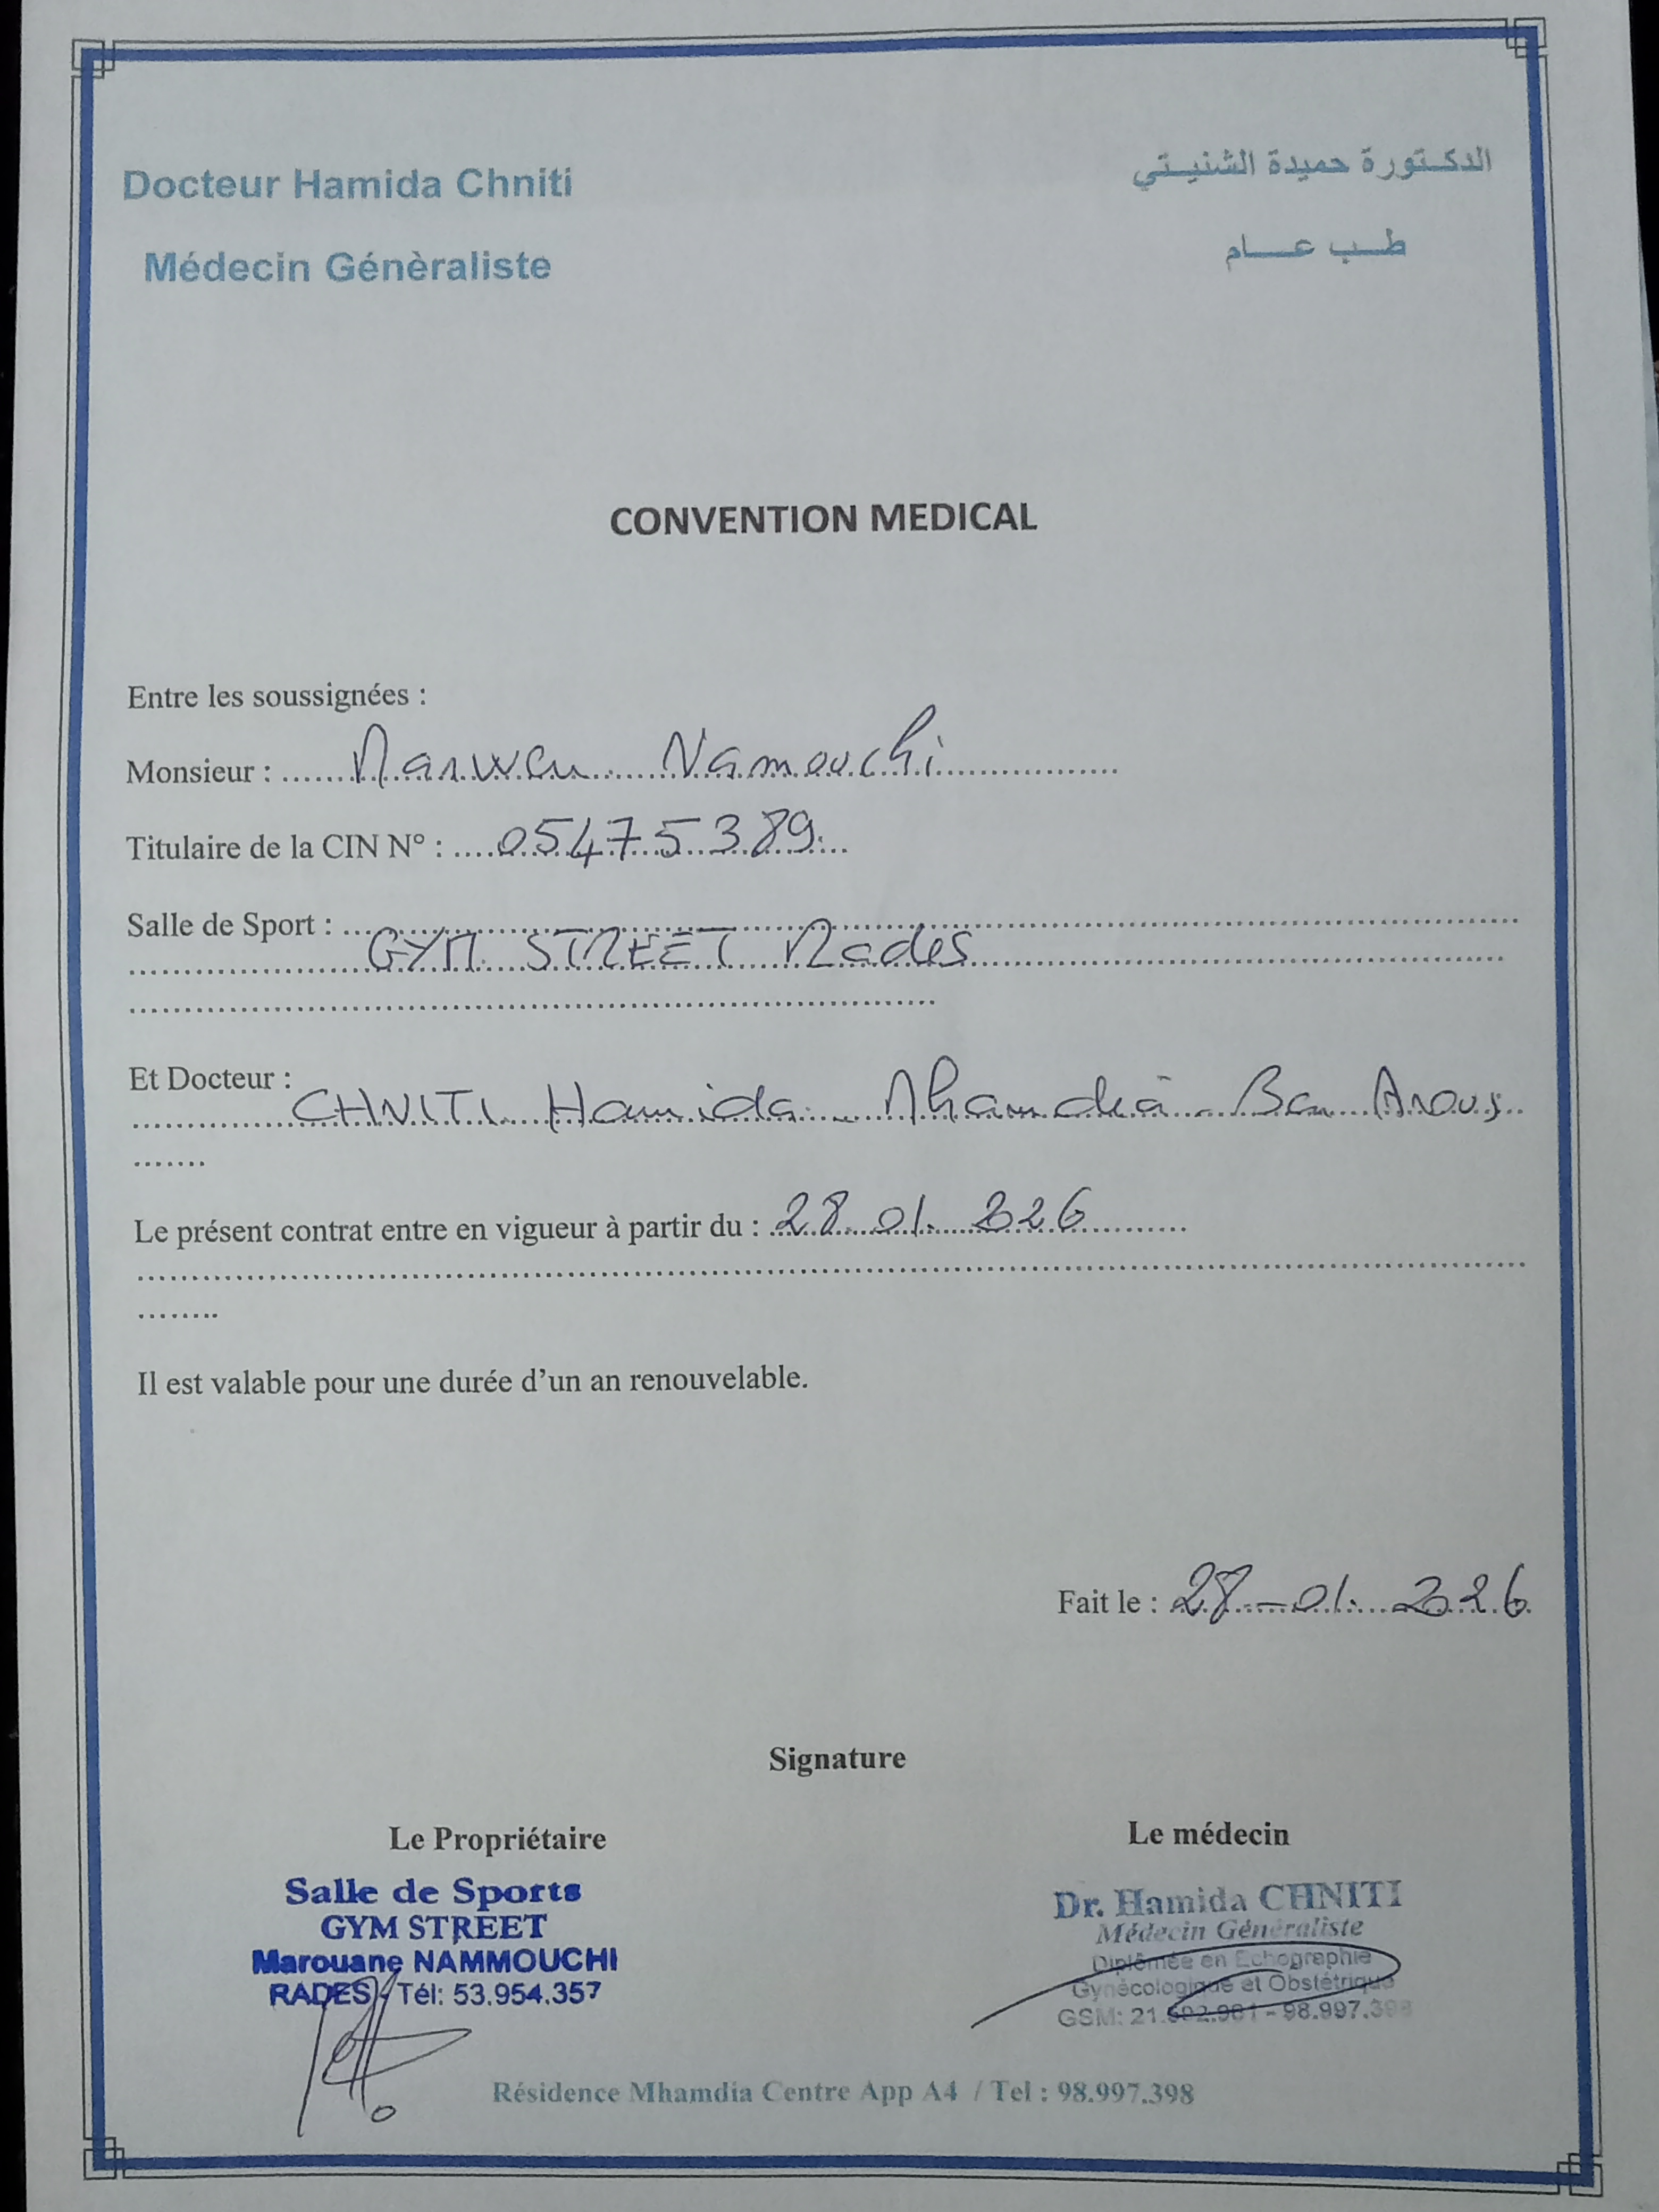 Docteur Hamida Chniti
الدكتورة حميدة الشنيتي
Médecin Génèraliste
طب عام
CONVENTION MEDICAL
Entre les soussignées :
Monsieur : Marwen Namouchi
Titulaire de la CIN N° : 05475389
Salle de Sport :
GYM STREET Rades
Et Docteur :
CHNITI Hamida - Mhamdia - Ben Arous
Le présent contrat entre en vigueur à partir du : 28 01. 2026
Il est valable pour une durée d'un an renouvelable.
Fait le : 28 - 01. 2026
Signature
Le Propriétaire
Le médecin
Salle de Sports
GYM STREET
Marouane NAMMOUCHI
RADES - Tél: 53.954.357
Dr. Hamida CHNITI
Médecin Généraliste
Diplômée en Echographie
Gynécologique et Obstétrique
GSM: - 98.997.398
Résidence Mhamdia Centre App A4 / Tel : 98.997.398